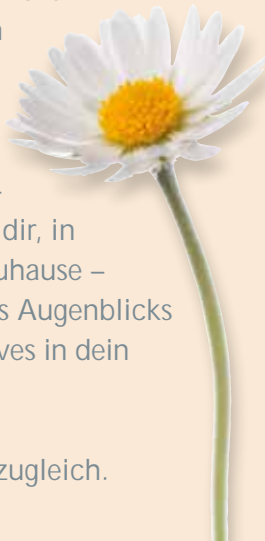 dir, in
uhause –
s Augenblicks
ves in dein
zugleich.